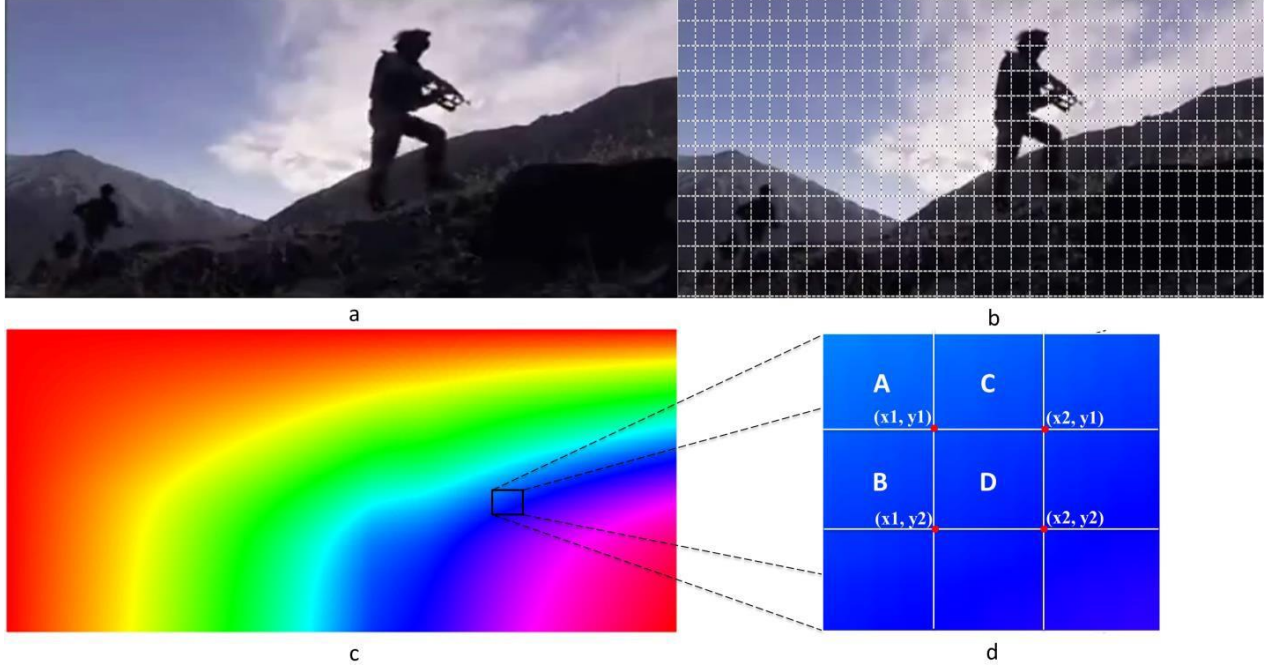 a
b
A
C
(x1, y1)
(x2, y1)
B
D
(x1, y2)
(x2, y2)
c
d